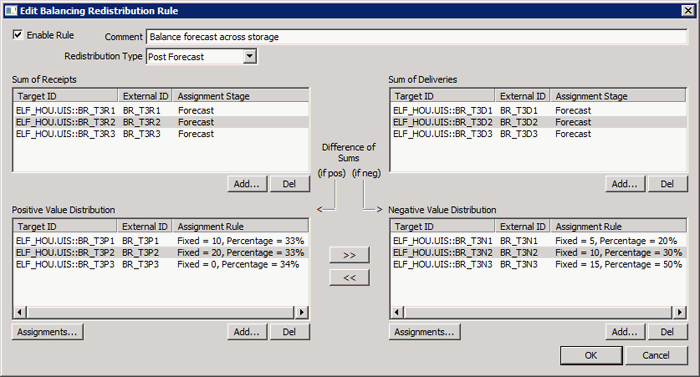 Edit Balancing Redistribution Rule
Enable Rule Comment Balance forecast across storage
Redistribution Type Post Forecast
Sum of Receipts
Target ID External ID Assignment Stage
ELF_HOU.UIS::BR_T3R1 BR_T3R1 Forecast
ELF_HOU.UIS::BR_T3R2 BR_T3R2 Forecast
ELF_HOU.UIS::BR_T3R3 BR_T3R3 Forecast
Add... Del
Sum of Deliveries
Target ID External ID Assignment Stage
ELF_HOU.UIS::BR_T3D1 BR_T3D1 Forecast
ELF_HOU.UIS::BR_T3D2 BR_T3D2 Forecast
ELF_HOU.UIS::BR_T3D3 BR_T3D3 Forecast
Add... Del
Difference of
Sums
(if pos) (if neg)
< >
Positive Value Distribution
Target ID External ID Assignment Rule
ELF_HOU.UIS::BR_T3P1 BR_T3P1 Fixed = 10, Percentage = 33%
ELF_HOU.UIS::BR_T3P2 BR_T3P2 Fixed = 20, Percentage = 33%
ELF_HOU.UIS::BR_T3P3 BR_T3P3 Fixed = 0, Percentage = 34%
Assignments... Add... Del
>>
<<
Negative Value Distribution
Target ID External ID Assignment Rule
ELF_HOU.UIS::BR_T3N1 BR_T3N1 Fixed = 5, Percentage = 20%
ELF_HOU.UIS::BR_T3N2 BR_T3N2 Fixed = 10, Percentage = 30%
ELF_HOU.UIS::BR_T3N3 BR_T3N3 Fixed = 15, Percentage = 50%
Assignments... Add... Del
OK Cancel